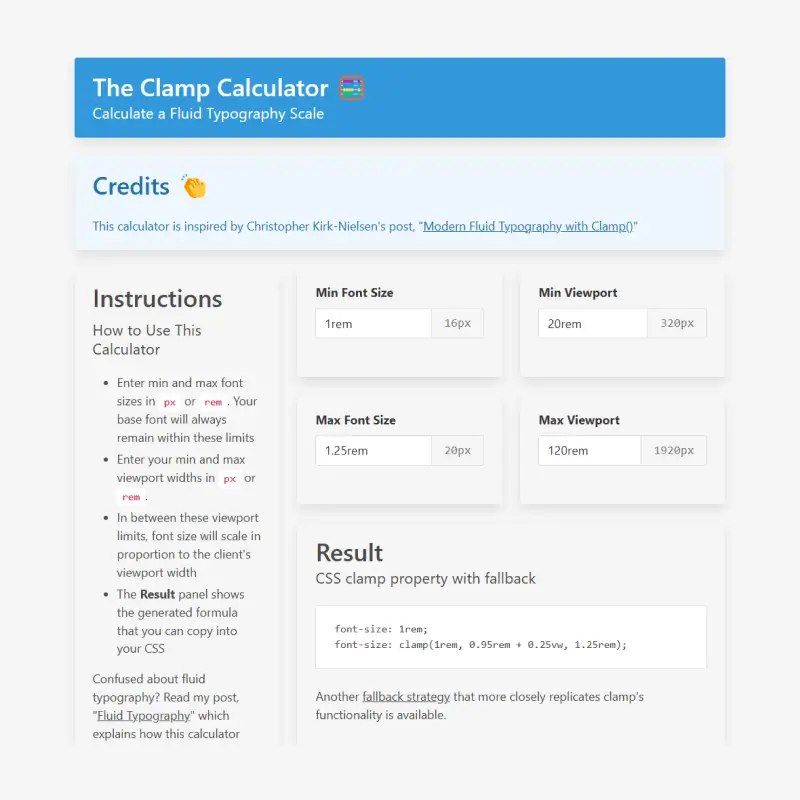 The Clamp Calculator
Calculate a Fluid Typography Scale
Credits
This calculator is inspired by Christopher Kirk-Nielsen's post, "Modern Fluid Typography with Clamp()"
Instructions
How to Use This
Calculator
Enter min and max font
sizes in px or rem. Your
base font will always
remain within these limits
Enter your min and max
viewport widths in px or
rem.
In between these viewport
limits, font size will scale in
proportion to the client's
viewport width
The Result panel shows
the generated formula
that you can copy into
your CSS
Confused about fluid
typography? Read my post,
"Fluid Typography" which
explains how this calculator
Min Font Size
1rem 16px
Min Viewport
20rem 320px
Max Font Size
1.25rem 20px
Max Viewport
120rem 1920px
Result
CSS clamp property with fallback
font-size: 1rem;
font-size: clamp(1rem, 0.95rem + 0.25vw, 1.25rem);
Another fallback strategy that more closely replicates clamp's
functionality is available.